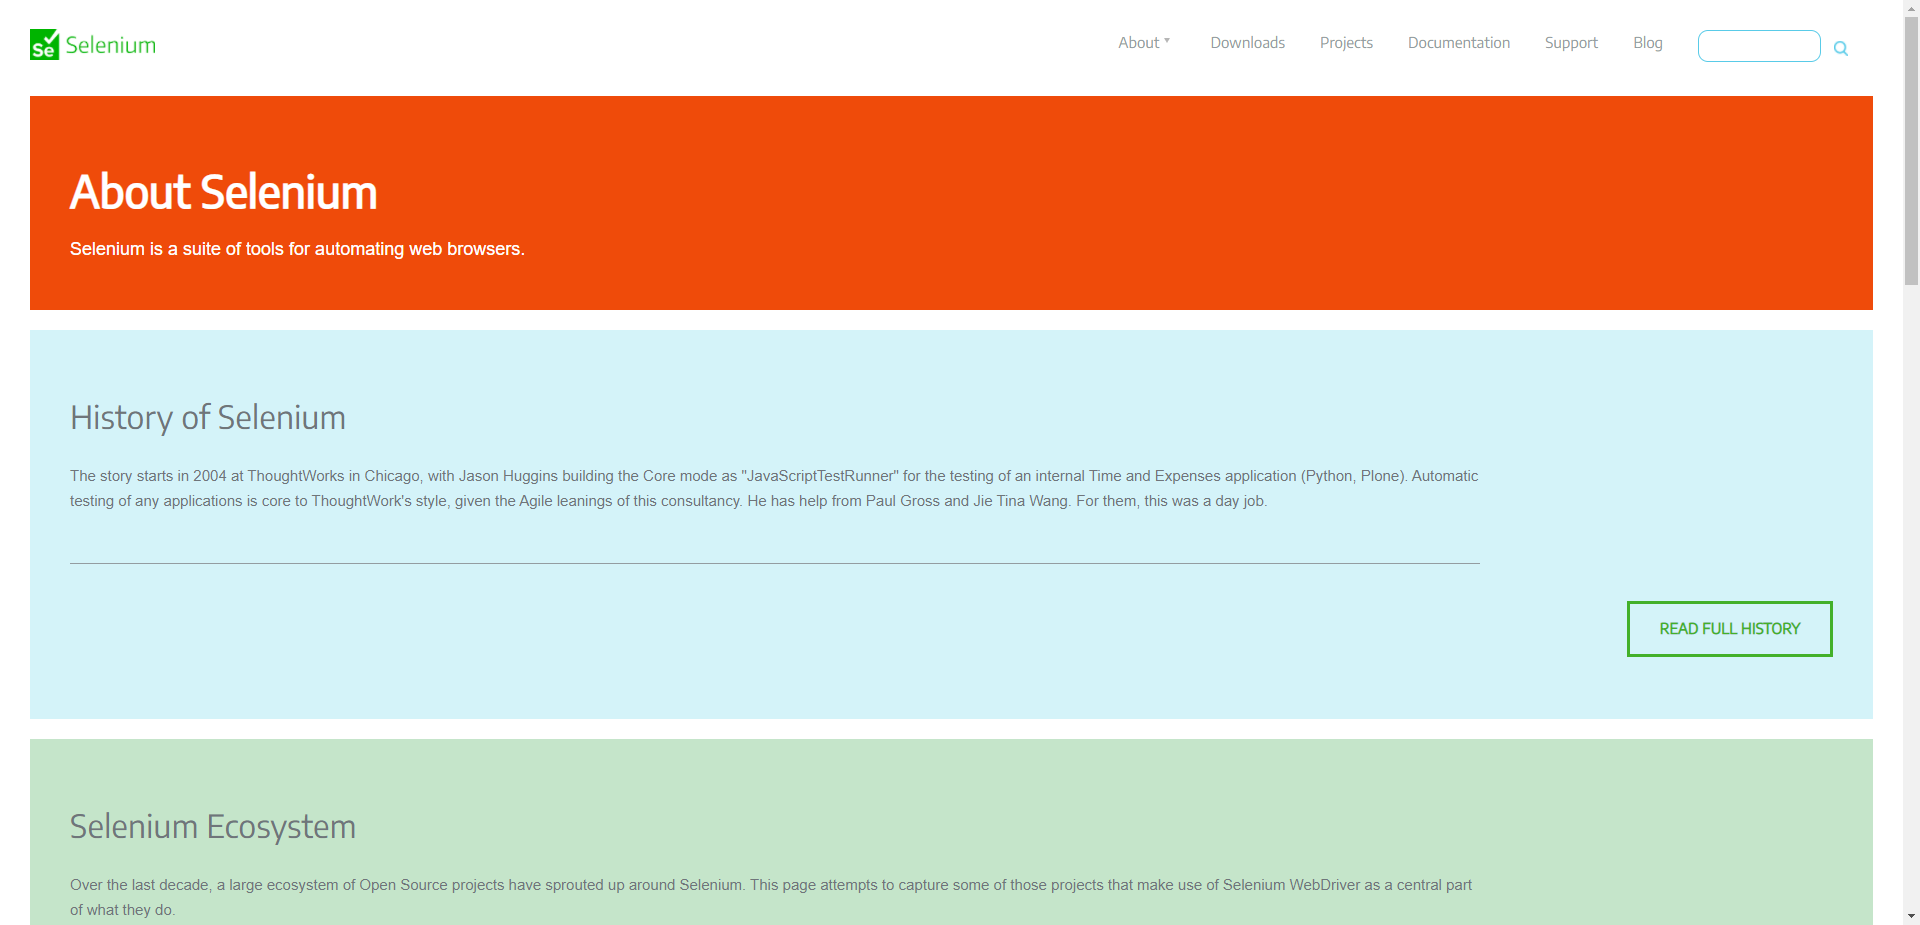 Se Selenium
About Downloads Projects Documentation Support Blog
About Selenium
Selenium is a suite of tools for automating web browsers.
History of Selenium
The story starts in 2004 at ThoughtWorks in Chicago, with Jason Huggins building the Core mode as "JavaScriptTestRunner" for the testing of an internal Time and Expenses application (Python, Plone). Automatic
testing of any applications is core to ThoughtWork's style, given the Agile leanings of this consultancy. He has help from Paul Gross and Jie Tina Wang. For them, this was a day job.
READ FULL HISTORY
Selenium Ecosystem
Over the last decade, a large ecosystem of Open Source projects have sprouted up around Selenium. This page attempts to capture some of those projects that make use of Selenium WebDriver as a central part
of what they do.